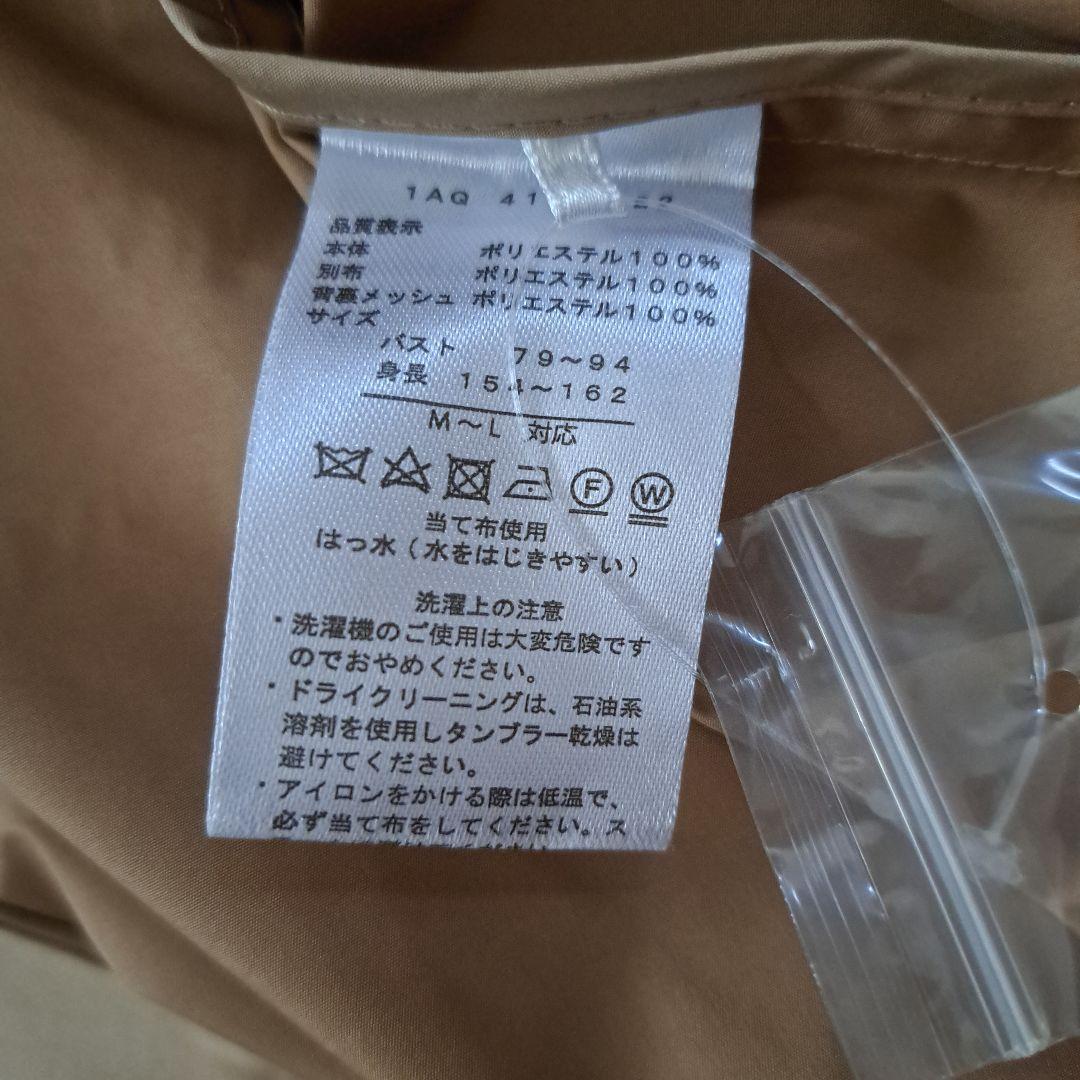 1AQ 41
品質表示
本体 ポリエステル100%
別布 ポリエステル100%
背裏メッシュ ポリエステル100%
サイズ
バスト 79～94
身長 154～162
M～L 対応
F W
当て布使用
はっ水(水をはじきやすい)
洗濯上の注意
・洗濯機のご使用は大変危険です
のでおやめください。
・ドライクリーニングは、石油系
溶剤を使用しタンブラー乾燥は
避けてください。
・アイロンをかける際は低温で、
必ず当て布をしてください。ス